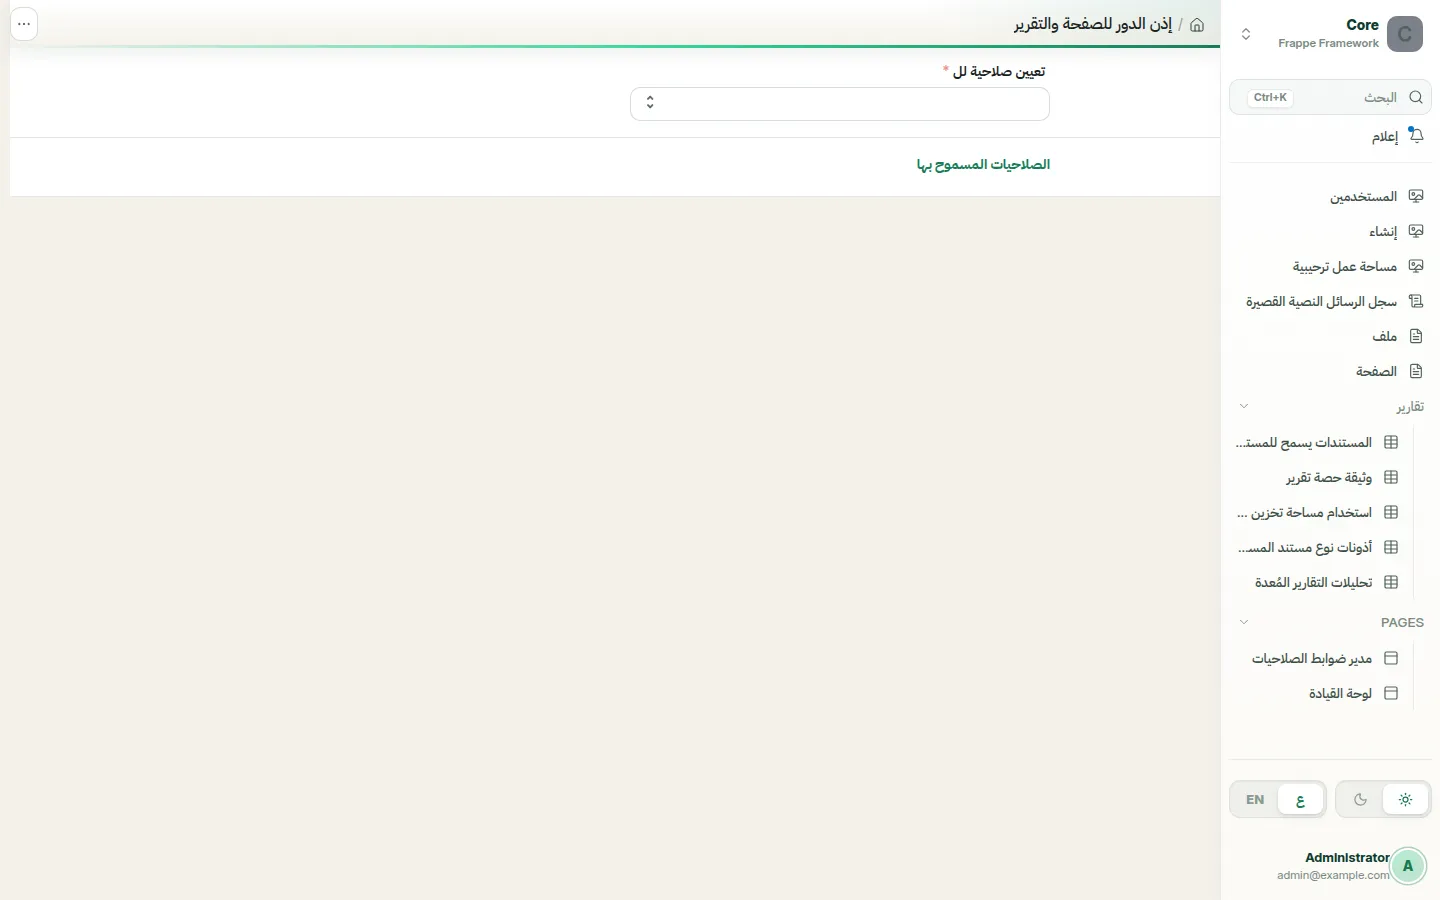 Core
Frappe Framework
C
البحث
Ctrl+K
إعلام
المستخدمين
إنشاء
مساحة عمل ترحيبية
سجل الرسائل النصية القصيرة
ملف
الصفحة
تقارير
المستندات يسمح للمستـ...
وثيقة حصة تقرير
استخدام مساحة تخزين ...
أذونات نوع مستند المسـ...
تحليلات التقارير المُعدة
PAGES
مدير ضوابط الصلاحيات
لوحة القيادة
ع
EN
Administrator
admin@example.com
A
/ إذن الدور للصفحة والتقرير
...
تعيين صلاحية لل *
الصلاحيات المسموح بها